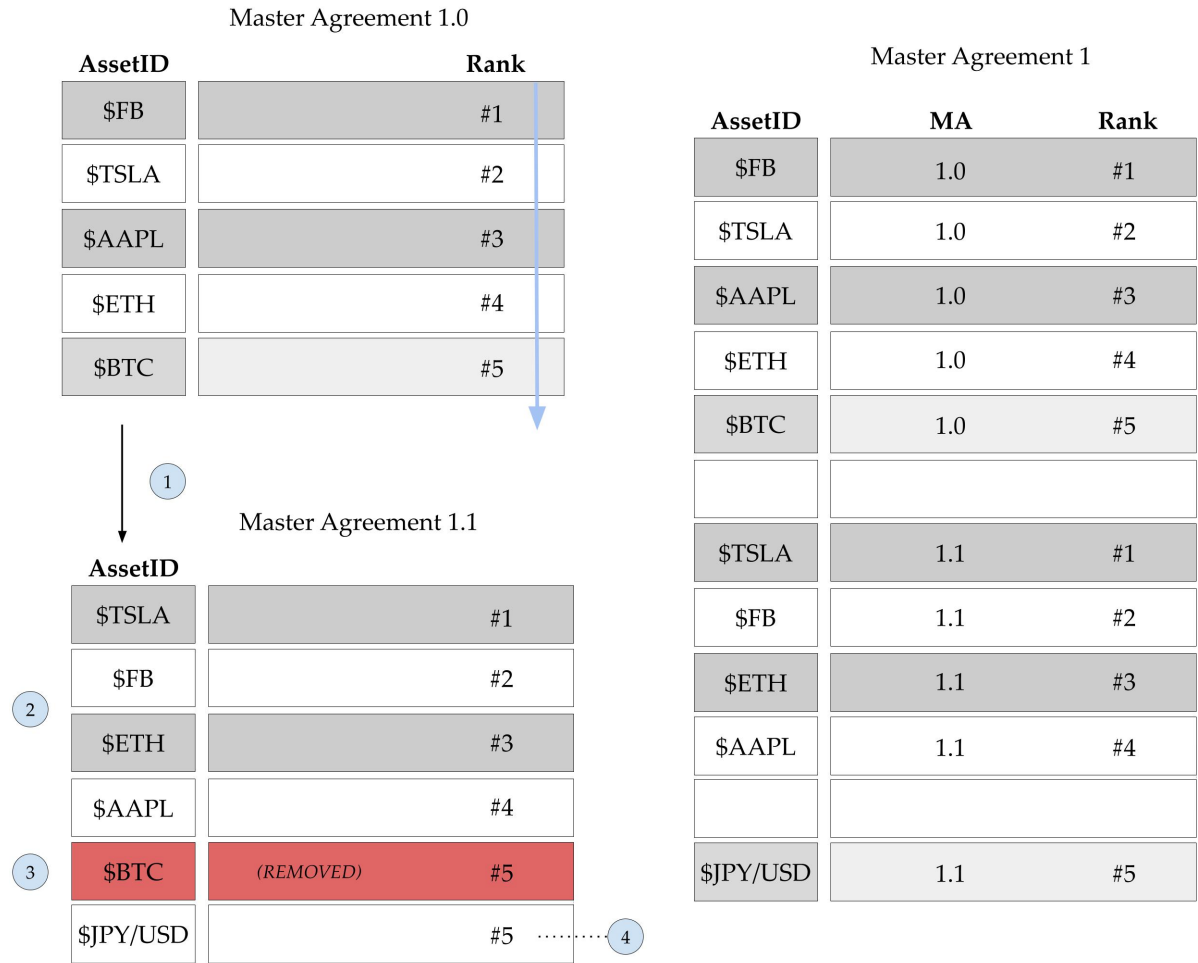 Master Agreement 1.0
AssetID Rank
$FB #1
$TSLA #2
$AAPL #3
$ETH #4
$BTC #5
1
Master Agreement 1.1
AssetID
$TSLA #1
$FB #2
2
$ETH #3
$AAPL #4
3 $BTC (REMOVED) #5
$JPY/USD #5 4
Master Agreement 1
AssetID MA Rank
$FB 1.0 #1
$TSLA 1.0 #2
$AAPL 1.0 #3
$ETH 1.0 #4
$BTC 1.0 #5
$TSLA 1.1 #1
$FB 1.1 #2
$ETH 1.1 #3
$AAPL 1.1 #4
$JPY/USD 1.1 #5